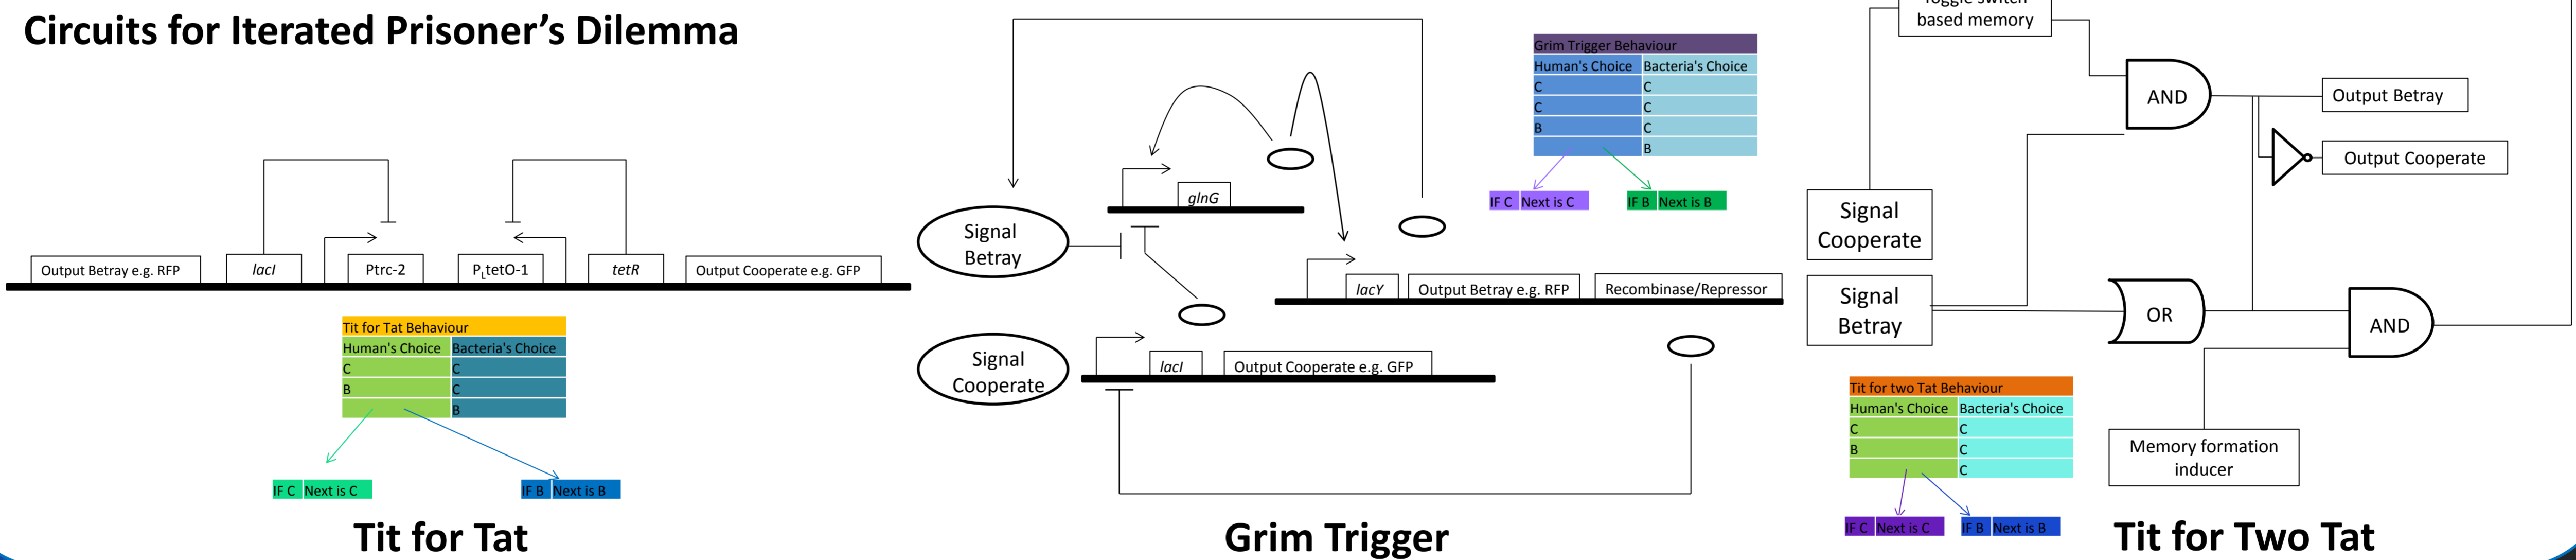 Circuits for Iterated Prisoner's Dilemma
Output Betray e.g. RFP
lacI
Ptrc-2
PLtetO-1
tetR
Output Cooperate e.g. GFP
Tit for Tat Behaviour
Human's Choice Bacteria's Choice
C C
B C
B
IF C Next is C
IF B Next is B
Tit for Tat
Signal
Betray
glnG
Signal
Cooperate
lacI
Output Cooperate e.g. GFP
lacY
Output Betray e.g. RFP
Recombinase/Repressor
Grim Trigger Behaviour
Human's Choice Bacteria's Choice
C C
C C
B C
B
IF C Next is C
IF B Next is B
Grim Trigger
Toggle switch
based memory
AND
Output Betray
Output Cooperate
Signal
Cooperate
Signal
Betray
OR
AND
Memory formation
inducer
Tit for two Tat Behaviour
Human's Choice Bacteria's Choice
C C
B C
C
IF C Next is C
IF B Next is B
Tit for Two Tat